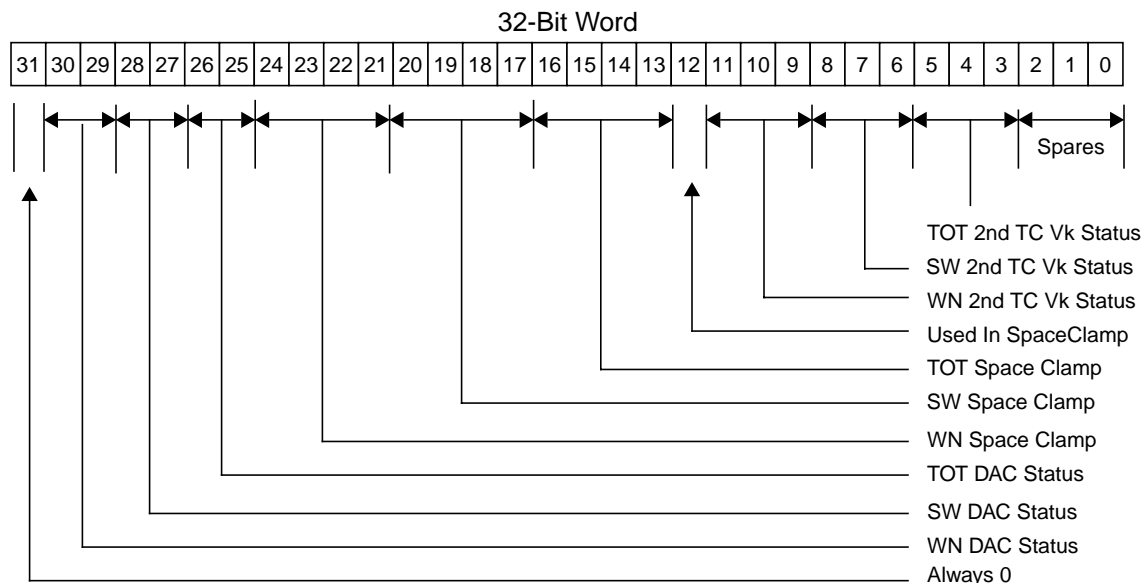 32-Bit Word
31 30 29 28 27 26 25 24 23 22 21 20 19 18 17 16 15 14 13 12 11 10 9 8 7 6 5 4 3 2 1 0
Spares
TOT 2nd TC Vk Status
SW 2nd TC Vk Status
WN 2nd TC Vk Status
Used In SpaceClamp
TOT Space Clamp
SW Space Clamp
WN Space Clamp
TOT DAC Status
SW DAC Status
WN DAC Status
Always 0